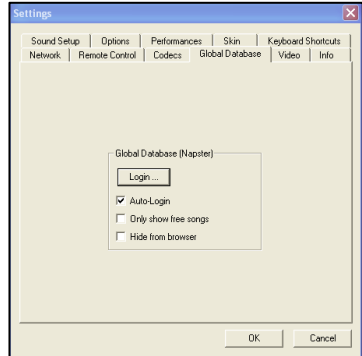 Settings
Sound Setup Options Performances Skin Keyboard Shortcuts
Network Remote Control Codecs Global Database Video Info
Global Database (Napster)
Login ...
Auto-Login
Only show free songs
Hide from browser
OK Cancel